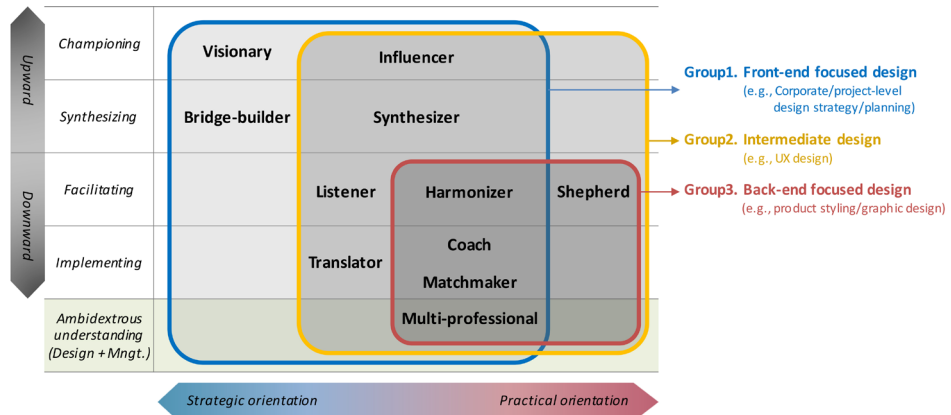 Upward
Downward
Championing
Visionary
Influencer
Synthesizing
Bridge-builder
Synthesizer
Facilitating
Listener
Harmonizer
Shepherd
Implementing
Translator
Coach
Matchmaker
Ambidextrous
understanding
(Design + Mngt.)
Multi-professional
Group1. Front-end focused design
(e.g., Corporate/project-level
design strategy/planning)
Group2. Intermediate design
(e.g., UX design)
Group3. Back-end focused design
(e.g., product styling/graphic design)
Strategic orientation
Practical orientation